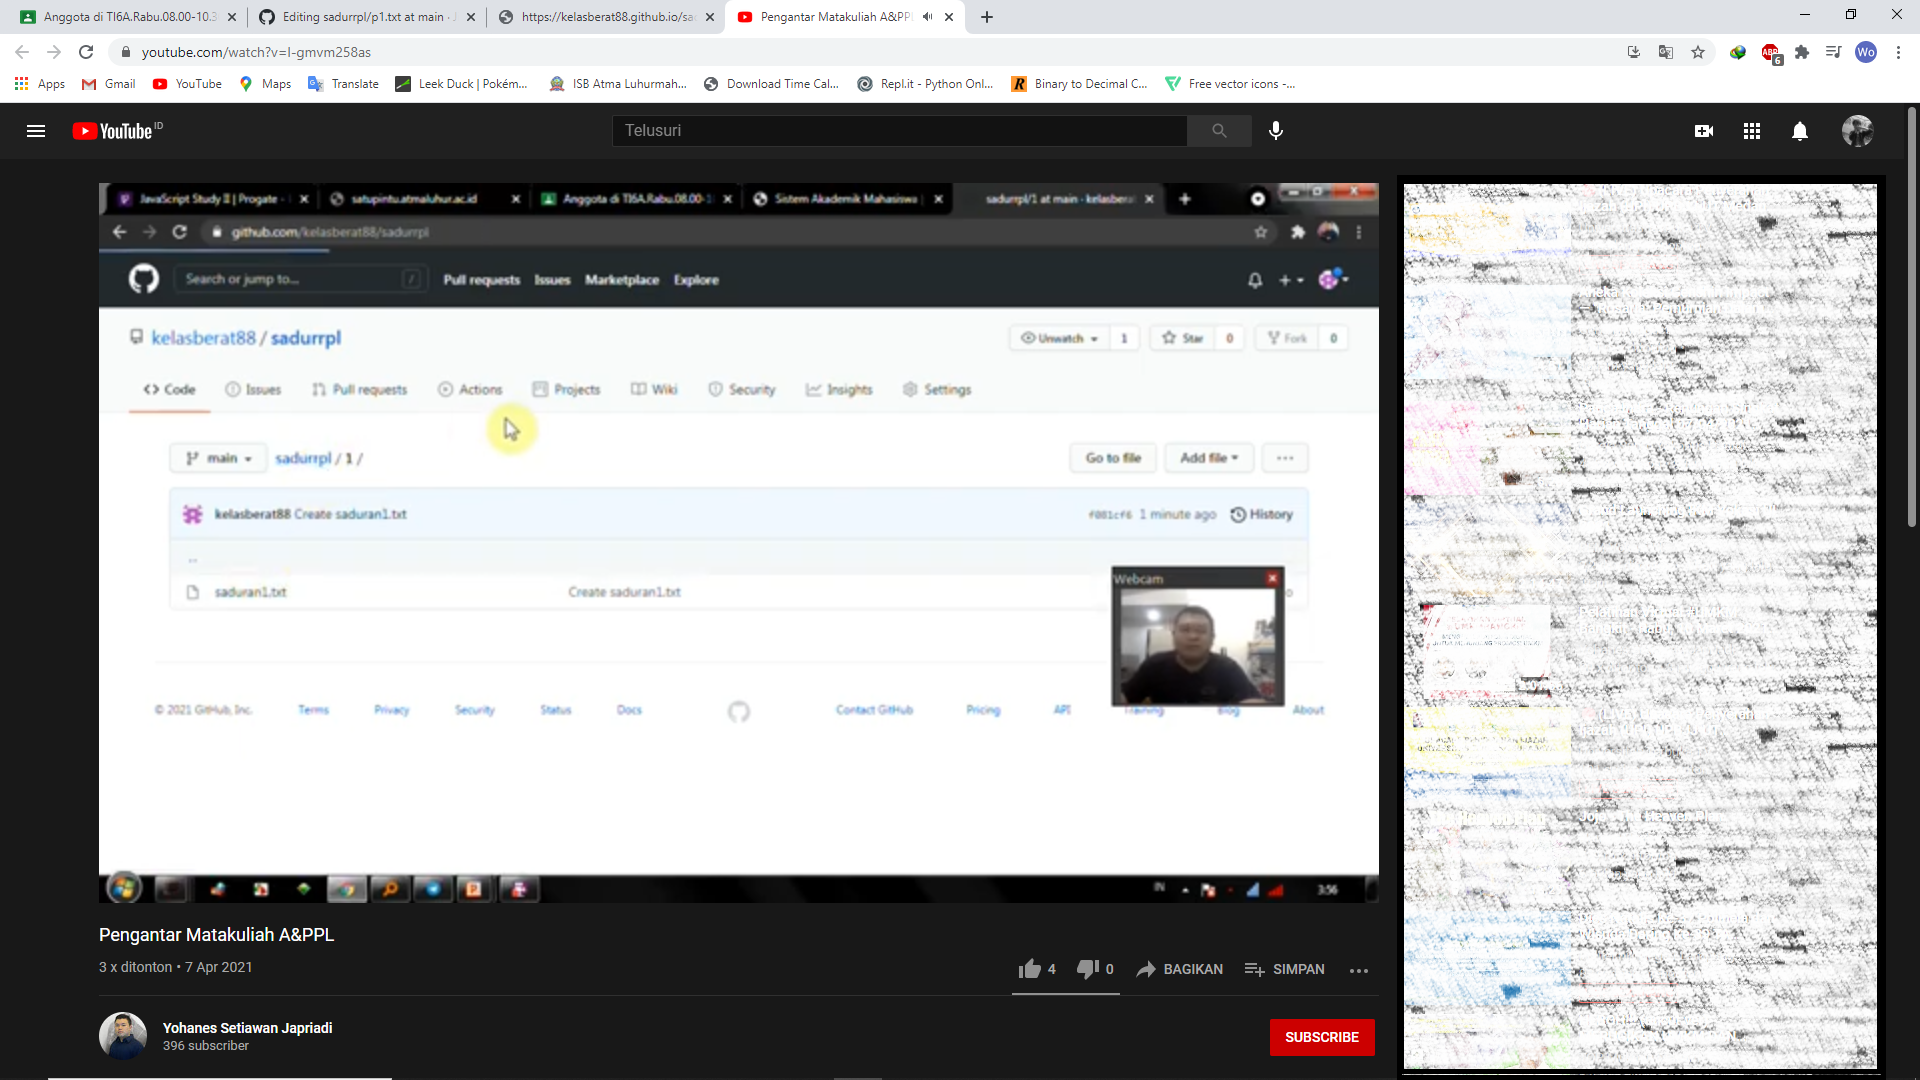 Anggota di TI6A.Rabu.08.00-10.3
Editing sadurrpl/p1.txt at main ·
https://kelasberat88.github.io/sa
Pengantar Matakuliah A&PP
youtube.com/watch?v=I-gmvm258as
6
Wo
Apps
Gmail
YouTube
Maps
Translate
Leek Duck | Pokém...
ISB Atma Luhurmah...
Download Time Cal...
Repl.it - Python Onl...
Binary to Decimal C...
Free vector icons -...
YouTube ID
Telusuri
JavaScript Study II | Progate -
satupintu.atmaluhur.ac.id
Anggota di TI6A.Rabu.08.00-1
Sistem Akademik Mahasiswa |
sadurrpl/1 at main · kelasberat
github.com/kelasberat88/sadurrpl
Search or jump to... /
Pull requests Issues Marketplace Explore
kelasberat88 / sadurrpl
Unwatch 1 Star 0 Fork 0
Code Issues Pull requests Actions Projects Wiki Security Insights Settings
main sadurrpl / 1 / Go to file Add file ...
kelasberat88 Create saduran1.txt f081cf6 1 minute ago History
..
saduran1.txt Create saduran1.txt
Webcam
© 2021 GitHub, Inc. Terms Privacy Security Status Docs Contact GitHub Pricing API Training Blog About
IN 3:56
Pengantar Matakuliah A&PPL
3 x ditonton • 7 Apr 2021
4 0 BAGIKAN SIMPAN
Yohanes Setiawan Japriadi
396 subscriber
SUBSCRIBE